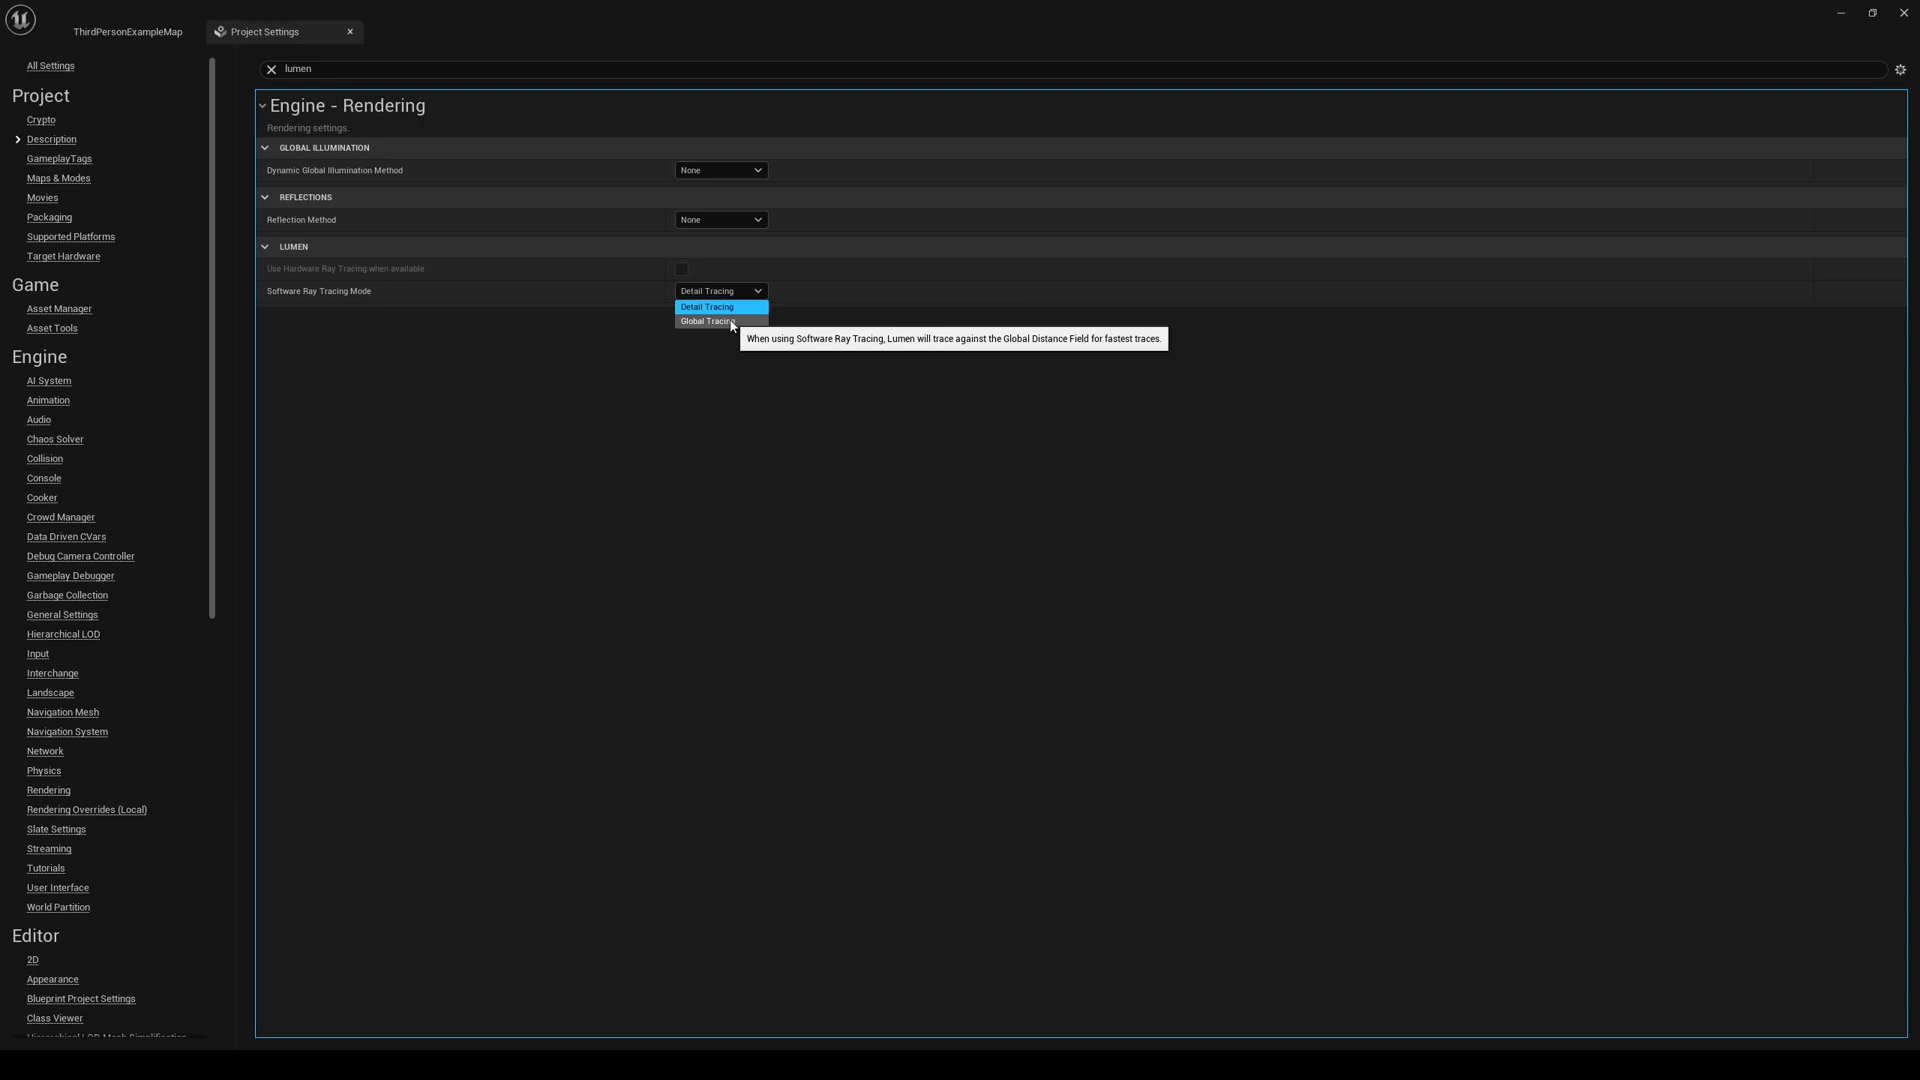 ThirdPersonExampleMap
Project Settings
All Settings
Project
Crypto
Description
GameplayTags
Maps & Modes
Movies
Packaging
Supported Platforms
Target Hardware
Game
Asset Manager
Asset Tools
Engine
AI System
Animation
Audio
Chaos Solver
Collision
Console
Cooker
Crowd Manager
Data Driven CVars
Debug Camera Controller
Gameplay Debugger
Garbage Collection
General Settings
Hierarchical LOD
Input
Interchange
Landscape
Navigation Mesh
Navigation System
Network
Physics
Rendering
Rendering Overrides (Local)
Slate Settings
Streaming
Tutorials
User Interface
World Partition
Editor
2D
Appearance
Blueprint Project Settings
Class Viewer
Hierarchical LOD Mesh Simplification
lumen
Engine - Rendering
Rendering settings.
GLOBAL ILLUMINATION
Dynamic Global Illumination Method None
REFLECTIONS
Reflection Method None
LUMEN
Use Hardware Ray Tracing when available
Software Ray Tracing Mode Detail Tracing
Detail Tracing
Global Tracing
When using Software Ray Tracing, Lumen will trace against the Global Distance Field for fastest traces.